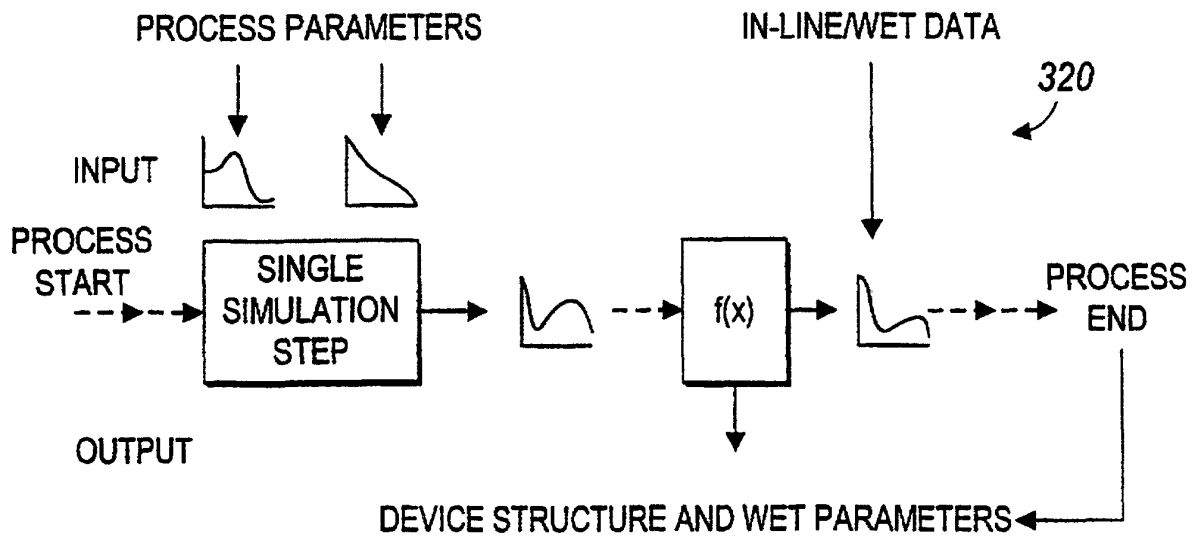 PROCESS PARAMETERS
IN-LINE/WET DATA
320
INPUT
PROCESS
START
SINGLE
SIMULATION
STEP
f(x)
PROCESS
END
OUTPUT
DEVICE STRUCTURE AND WET PARAMETERS